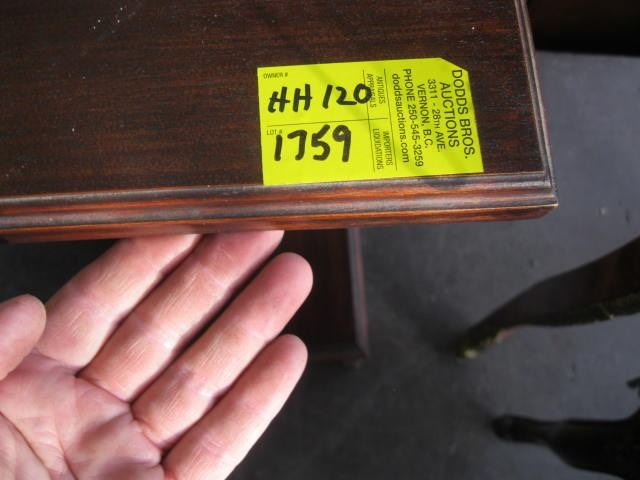 OWNER #
HH 120
LOT #
1759
ANTIQUES
APPRAISALS
IMPORTERS
LIQUIDATIONS
DODDS BROS.
AUCTIONS
3311 - 28TH AVE.
VERNON, B.C.
PHONE 250-545-3259
doddsauctions.com